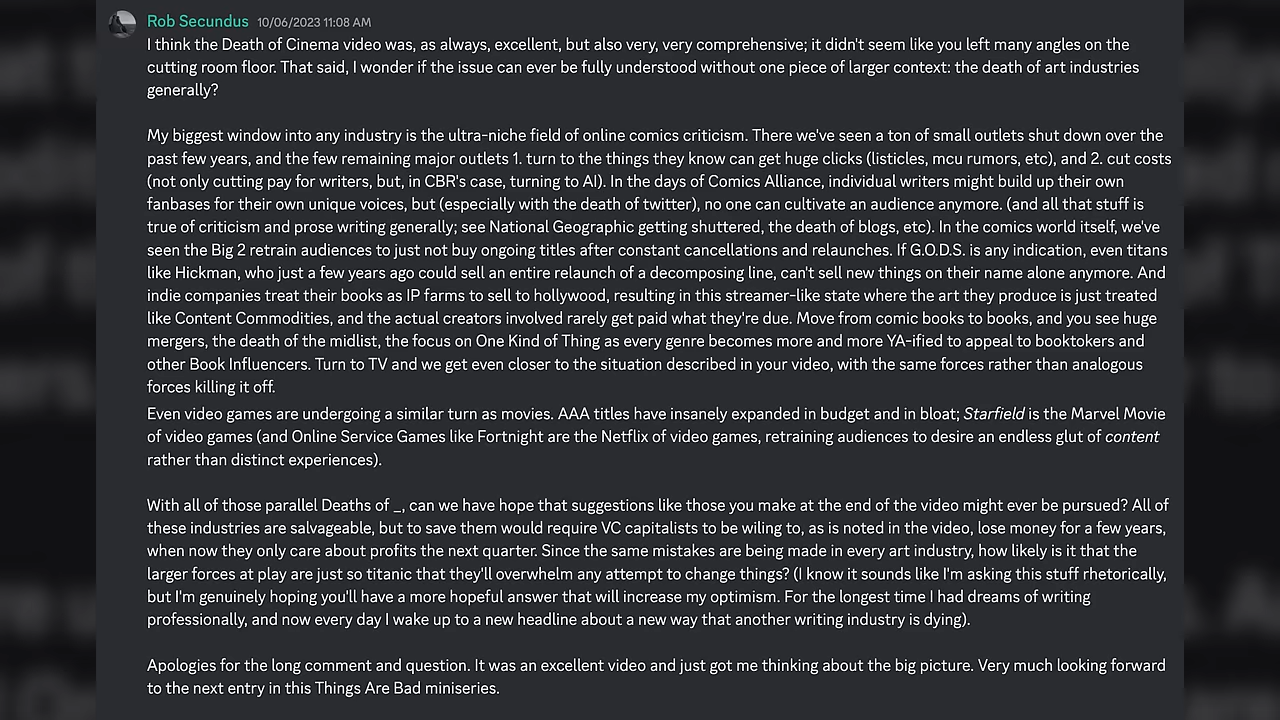 Rob Secundus 10/06/2023 11:08 AM
I think the Death of Cinema video was, as always, excellent, but also very, very comprehensive; it didn't seem like you left many angles on the
cutting room floor. That said, I wonder if the issue can ever be fully understood without one piece of larger context: the death of art industries
generally?
My biggest window into any industry is the ultra-niche field of online comics criticism. There we've seen a ton of small outlets shut down over the
past few years, and the few remaining major outlets 1. turn to the things they know can get huge clicks (listicles, mcu rumors, etc), and 2. cut costs
(not only cutting pay for writers, but, in CBR's case, turning to AI). In the days of Comics Alliance, individual writers might build up their own
fanbases for their own unique voices, but (especially with the death of twitter), no one can cultivate an audience anymore. (and all that stuff is
true of criticism and prose writing generally; see National Geographic getting shuttered, the death of blogs, etc). In the comics world itself, we've
seen the Big 2 retrain audiences to just not buy ongoing titles after constant cancellations and relaunches. If G.O.D.S. is any indication, even titans
like Hickman, who just a few years ago could sell an entire relaunch of a decomposing line, can't sell new things on their name alone anymore. And
indie companies treat their books as IP farms to sell to hollywood, resulting in this streamer-like state where the art they produce is just treated
like Content Commodities, and the actual creators involved rarely get paid what they're due. Move from comic books to books, and you see huge
mergers, the death of the midlist, the focus on One Kind of Thing as every genre becomes more and more YA-ified to appeal to booktokers and
other Book Influencers. Turn to TV and we get even closer to the situation described in your video, with the same forces rather than analogous
forces killing it off.
Even video games are undergoing a similar turn as movies. AAA titles have insanely expanded in budget and in bloat; Starfield is the Marvel Movie
of video games (and Online Service Games like Fortnight are the Netflix of video games, retraining audiences to desire an endless glut of content
rather than distinct experiences).
With all of those parallel Deaths of _, can we have hope that suggestions like those you make at the end of the video might ever be pursued? All of
these industries are salvageable, but to save them would require VC capitalists to be wiling to, as is noted in the video, lose money for a few years,
when now they only care about profits the next quarter. Since the same mistakes are being made in every art industry, how likely is it that the
larger forces at play are just so titanic that they'll overwhelm any attempt to change things? (I know it sounds like I'm asking this stuff rhetorically,
but I'm genuinely hoping you'll have a more hopeful answer that will increase my optimism. For the longest time I had dreams of writing
professionally, and now every day I wake up to a new headline about a new way that another writing industry is dying).
Apologies for the long comment and question. It was an excellent video and just got me thinking about the big picture. Very much looking forward
to the next entry in this Things Are Bad miniseries.